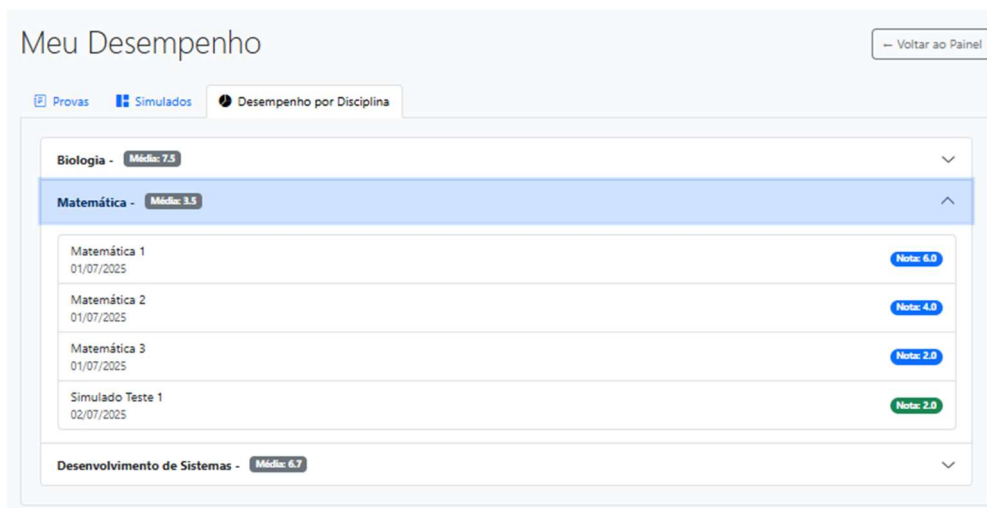 Meu Desempenho
← Voltar ao Painel
Provas Simulados Desempenho por Disciplina
Biologia - Média: 7.5
Matemática - Média: 3.5
Matemática 1
01/07/2025
Nota: 6.0
Matemática 2
01/07/2025
Nota: 4.0
Matemática 3
01/07/2025
Nota: 2.0
Simulado Teste 1
02/07/2025
Nota: 2.0
Desenvolvimento de Sistemas - Média: 6.7